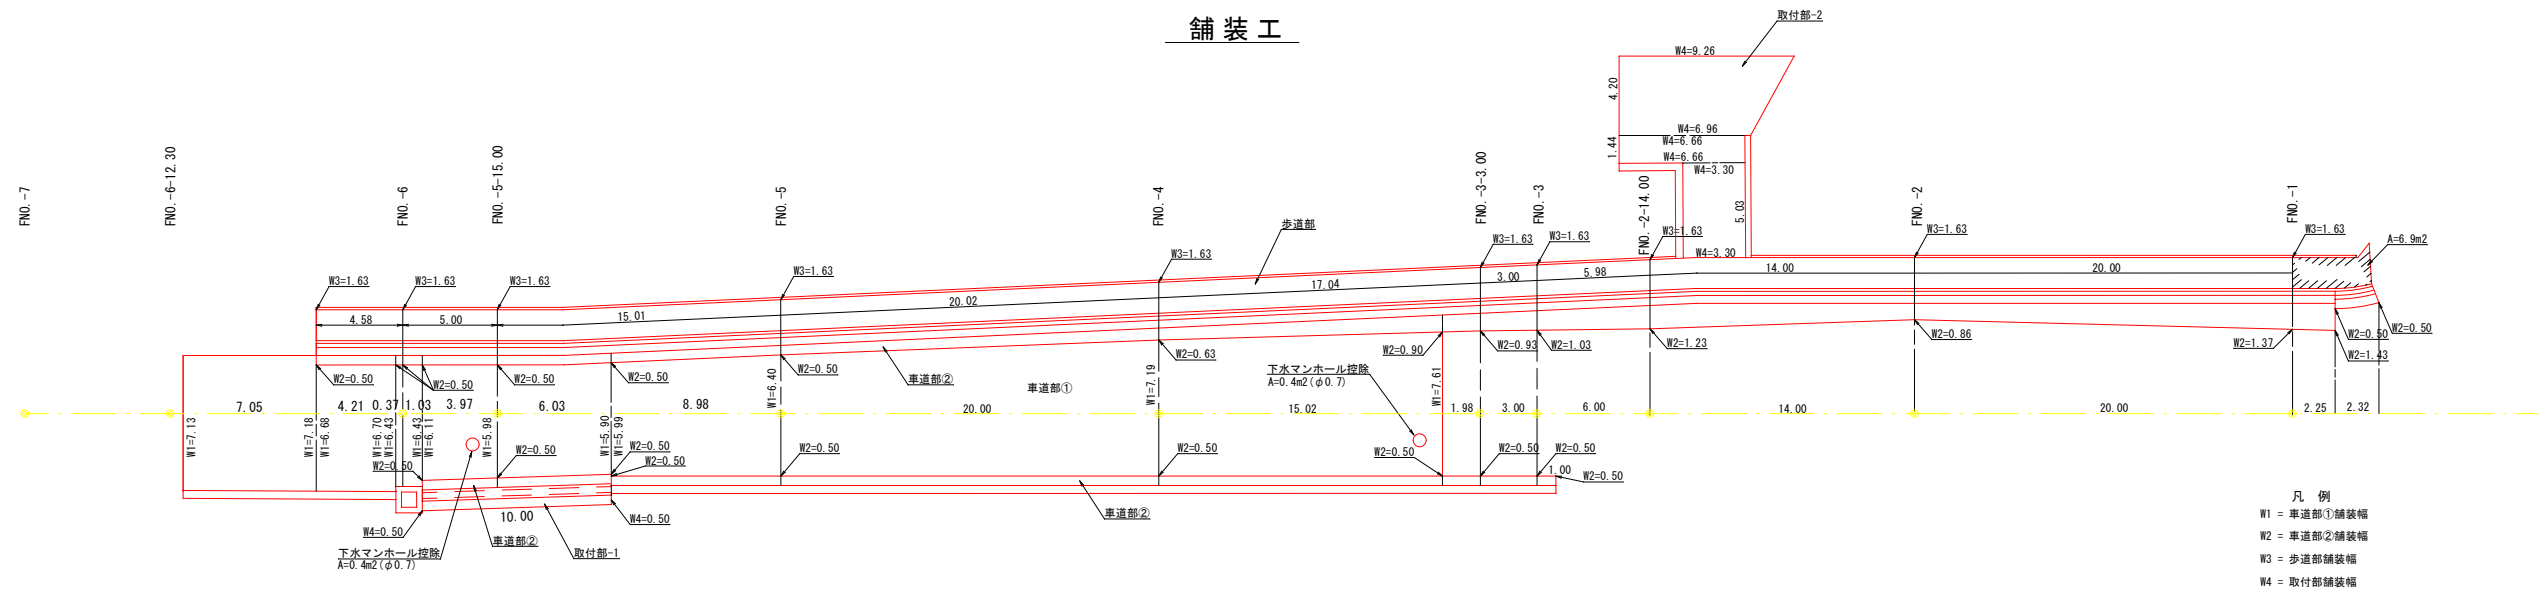 舗装工
取付部-2
W4=9.26
4.20
W4=6.96
W4=6.66
1.44
W4=6.66
W4=3.30
5.03
W4=3.30
FNO.-7
FNO.-6-12.30
FNO.-6
FNO.-5-15.00
FNO.-5
FNO.-4
FNO.-3-3.00
FNO.-3
FNO.-2-14.00
FNO.-2
FNO.-1
歩道部
W3=1.63
W3=1.63
W3=1.63
W3=1.63
W3=1.63
W3=1.63
W3=1.63
W3=1.63
W3=1.63
W3=1.63
A=6.9m2
4.58
5.00
15.01
20.02
17.04
3.00
5.98
14.00
20.00
W2=0.50
W2=0.50
W2=0.50
W2=0.50
W2=0.50
車道部②
W2=0.63
W2=0.90
W2=0.93
W2=1.03
W2=1.23
W2=0.86
W2=1.37
W2=0.50
W2=0.50
W2=1.43
車道部①
下水マンホール控除
A=0.4m2(φ0.7)
7.05
4.21
0.37
1.03
3.97
6.03
8.98
20.00
15.02
1.98
3.00
6.00
14.00
20.00
2.25
2.32
W1=7.13
W1=7.18
W1=6.68
W1=6.70
W1=6.43
W1=6.43
W1=6.11
W1=5.98
W1=5.90
W1=5.99
W1=6.40
W1=7.19
W1=7.61
W2=0.50
W2=0.50
W2=0.50
W2=0.50
W2=0.50
W2=0.50
W2=0.50
W2=0.50
W2=0.50
1.00
W2=0.50
W4=0.50
10.00
W4=0.50
車道部②
車道部②
取付部-1
下水マンホール控除
A=0.4m2(φ0.7)
凡 例
W1 = 車道部①舗装幅
W2 = 車道部②舗装幅
W3 = 歩道部舗装幅
W4 = 取付部舗装幅